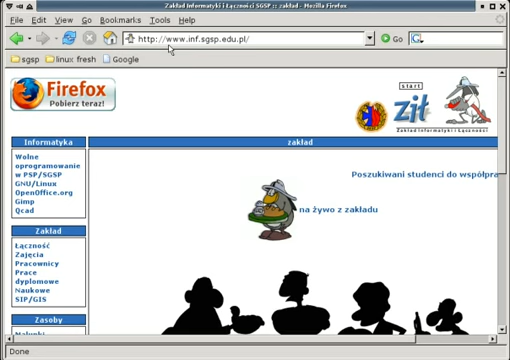 Zakład Informatyki i Łączności SGSP :: zakład - Mozilla Firefox
File Edit View Go Bookmarks Tools Help
http://www.inf.sgsp.edu.pl/
Go
G
sgsp linux fresh Google
Firefox
Pobierz teraz!
start
Ził
Zakład Informatyki i Łączności
Informatyka
zakład
Wolne
oprogramowanie
w PSP/SGSP
GNU/Linux
OpenOffice.org
Gimp
Qcad
Poszukiwani studenci do współpra
na żywo z zakładu
Zakład
Łączność
Zajęcia
Pracownicy
Prace
dyplomowe
Naukowe
SIP/GIS
Zasoby
Done